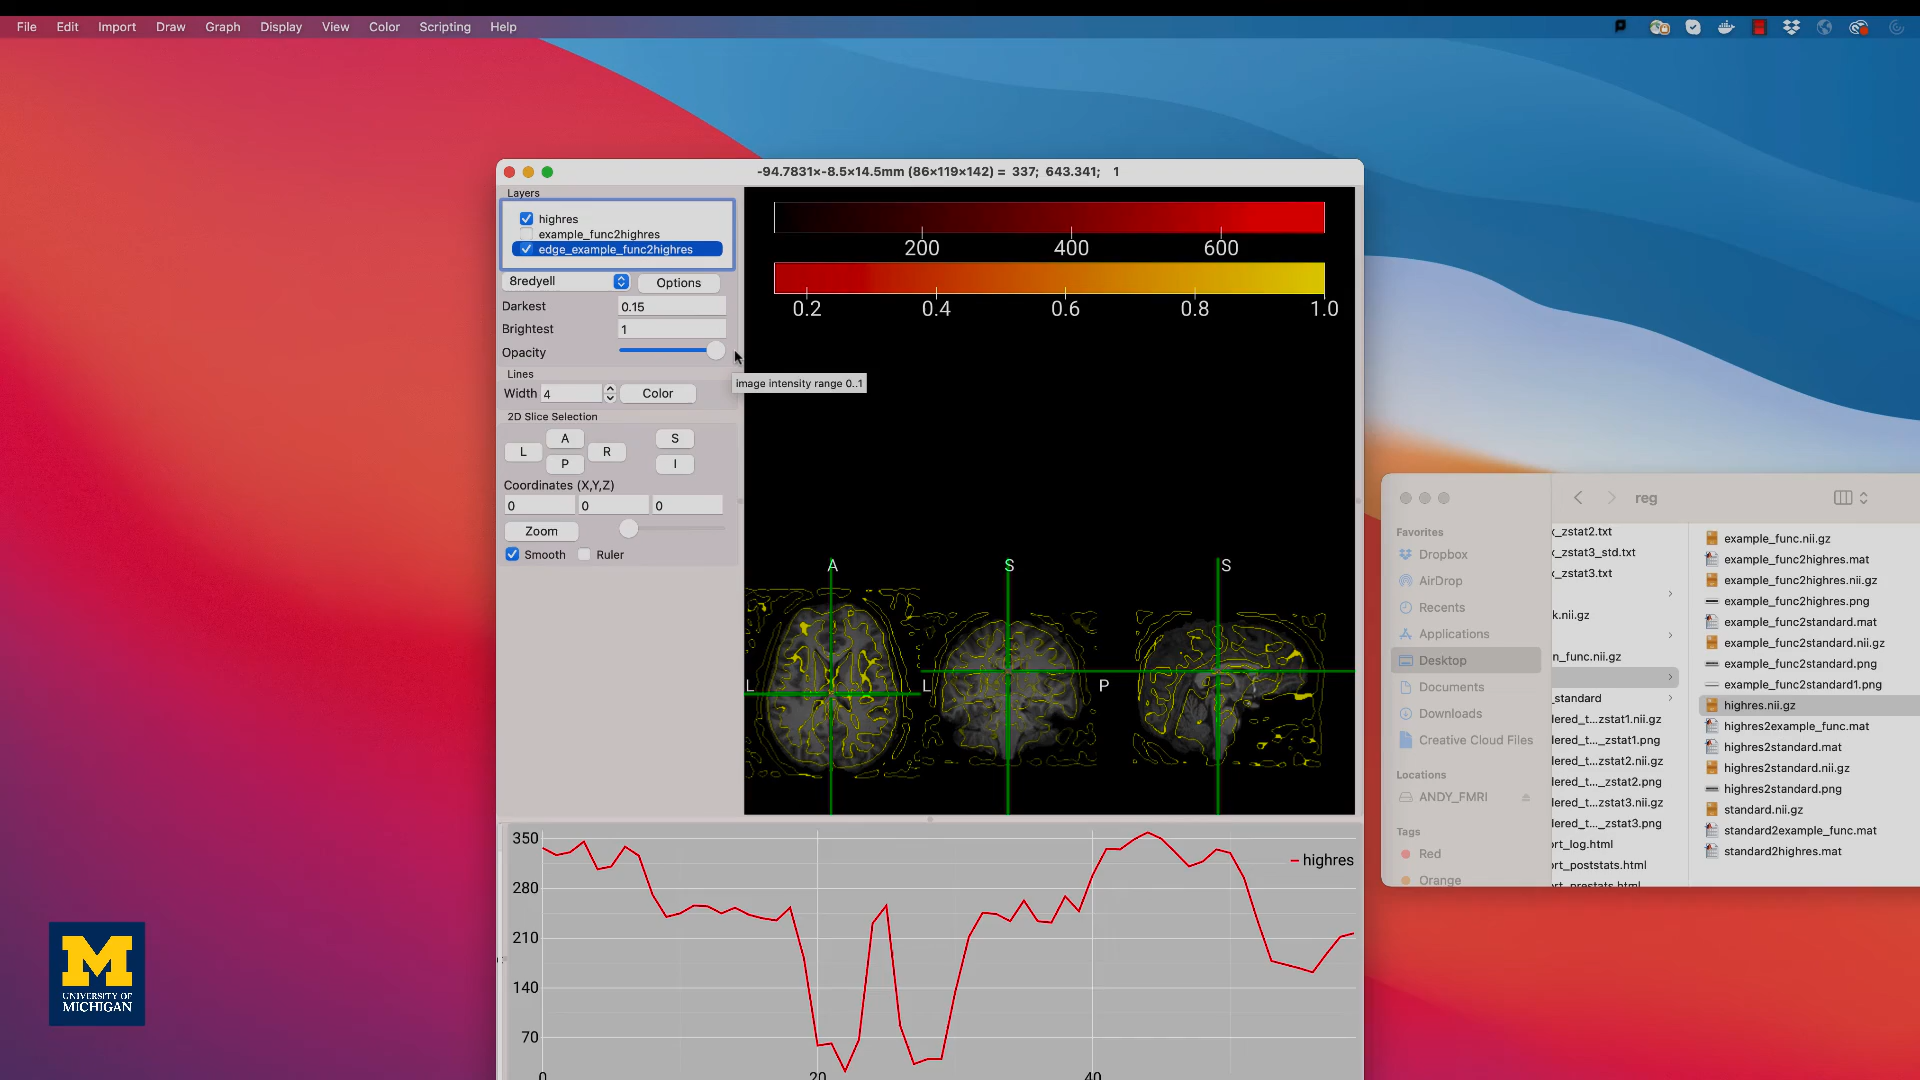 File Edit Import Draw Graph Display View Color Scripting Help
-94.7831×-8.5×14.5mm (86×119×142) = 337; 643.341; 1
Layers
highres
example_func2highres
edge_example_func2highres
8redyell Options
Darkest 0.15
Brightest 1
Opacity
Lines
Width 4 Color
image intensity range 0..1
2D Slice Selection
A S
L R
P I
Coordinates (X,Y,Z)
0 0 0
Zoom
Smooth Ruler
200 400 600
0.2 0.4 0.6 0.8 1.0
A S S
L L P
350
280
210
140
70
0 20 40
highres
reg
Favorites
Dropbox
AirDrop
Recents
Applications
Desktop
Documents
Downloads
Creative Cloud Files
Locations
ANDY_FMRI
Tags
Red
Orange
_zstat2.txt
_zstat3_std.txt
_zstat3.txt
k.nii.gz
n_func.nii.gz
_standard
lered_t..._zstat1.nii.gz
lered_t..._zstat1.png
lered_t..._zstat2.nii.gz
lered_t..._zstat2.png
lered_t..._zstat3.nii.gz
lered_t..._zstat3.png
ort_log.html
ort_poststats.html
ort_prestats.html
example_func.nii.gz
example_func2highres.mat
example_func2highres.nii.gz
example_func2highres.png
example_func2standard.mat
example_func2standard.nii.gz
example_func2standard.png
example_func2standard1.png
highres.nii.gz
highres2example_func.mat
highres2standard.mat
highres2standard.nii.gz
highres2standard.png
standard.nii.gz
standard2example_func.mat
standard2highres.mat
M
UNIVERSITY OF
MICHIGAN